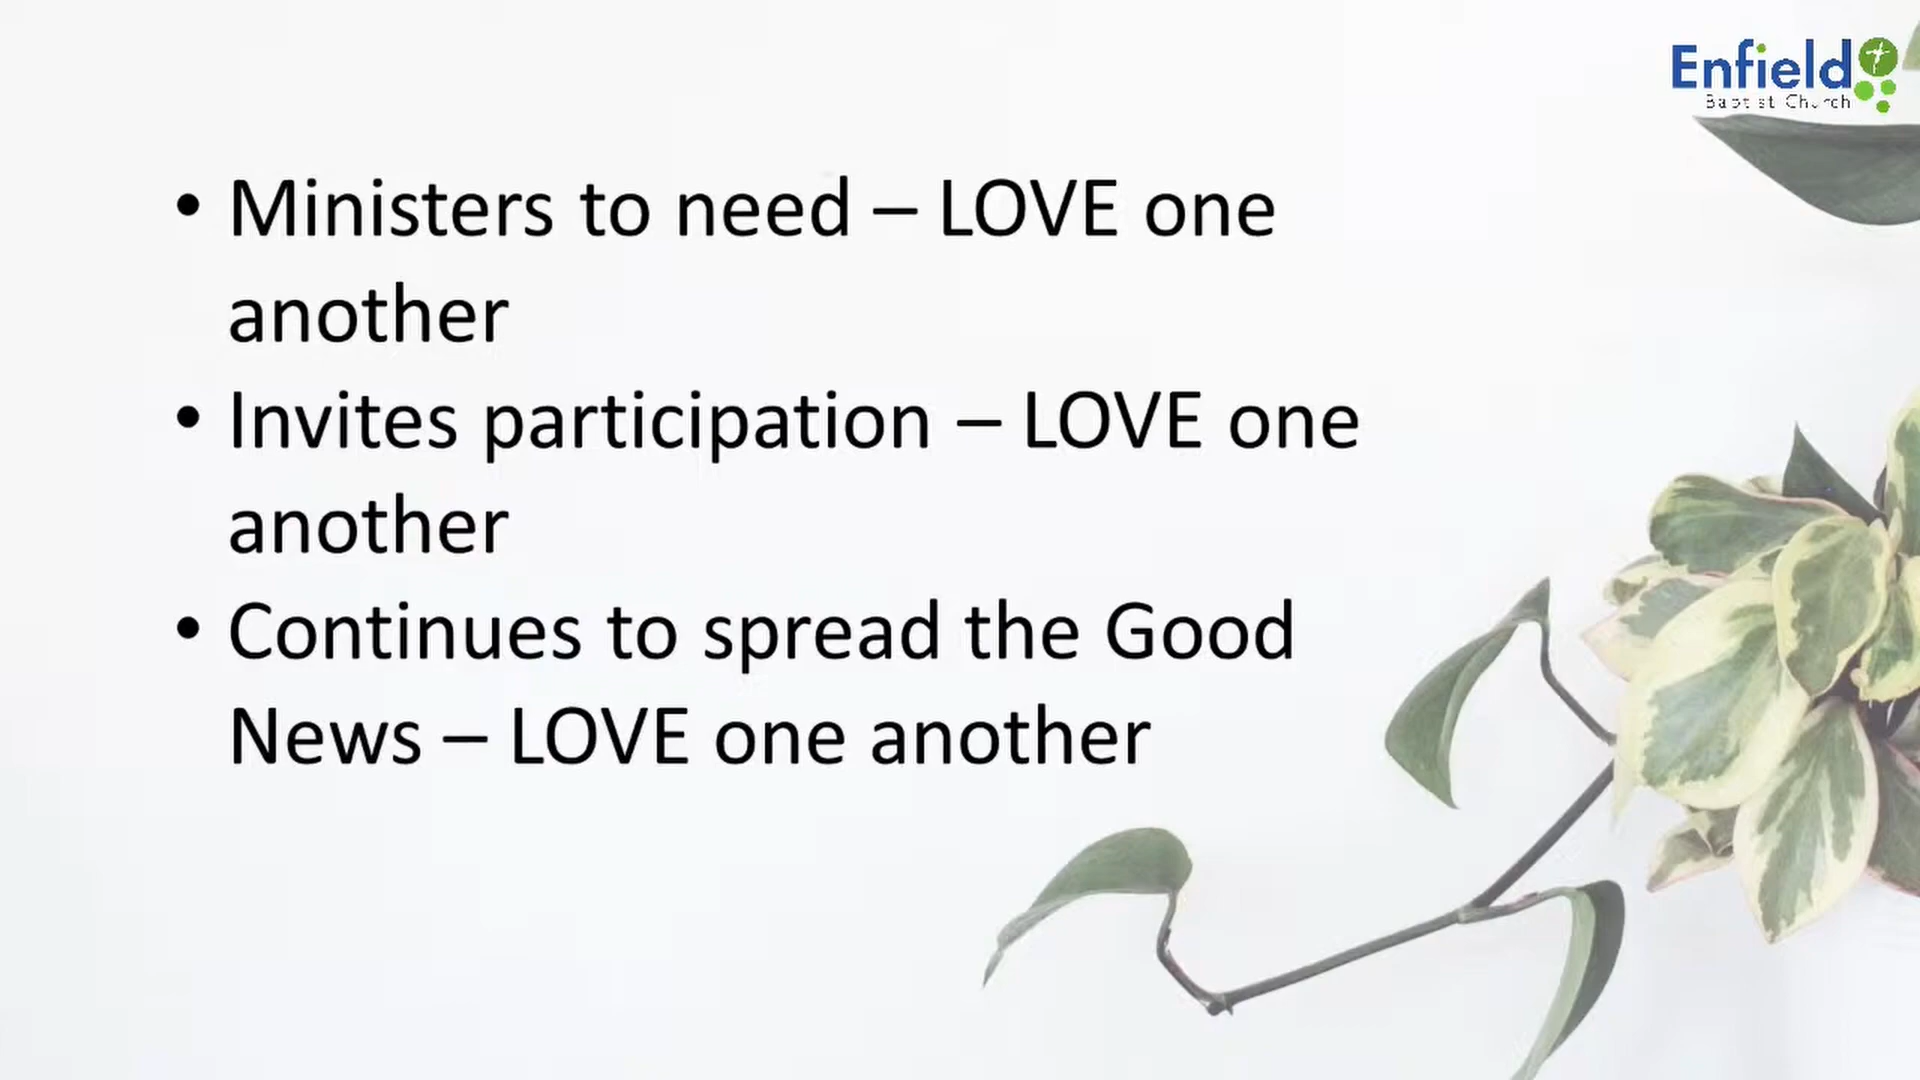 Enfield
Baptist Church
• Ministers to need – LOVE one
another
• Invites participation – LOVE one
another
• Continues to spread the Good
News – LOVE one another